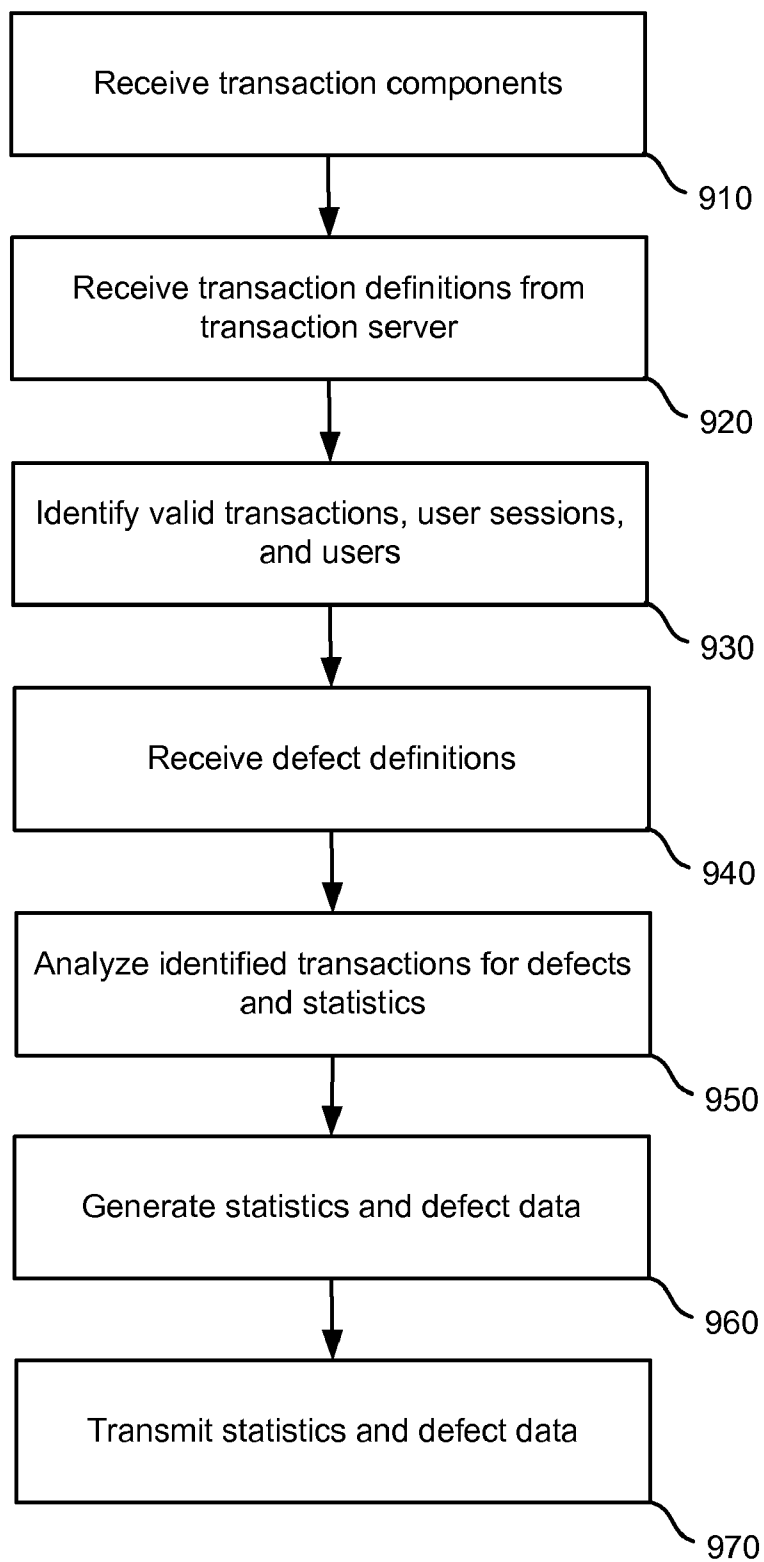 Receive transaction components
910
Receive transaction definitions from
transaction server
920
Identify valid transactions, user sessions,
and users
930
Receive defect definitions
940
Analyze identified transactions for defects
and statistics
950
Generate statistics and defect data
960
Transmit statistics and defect data
970